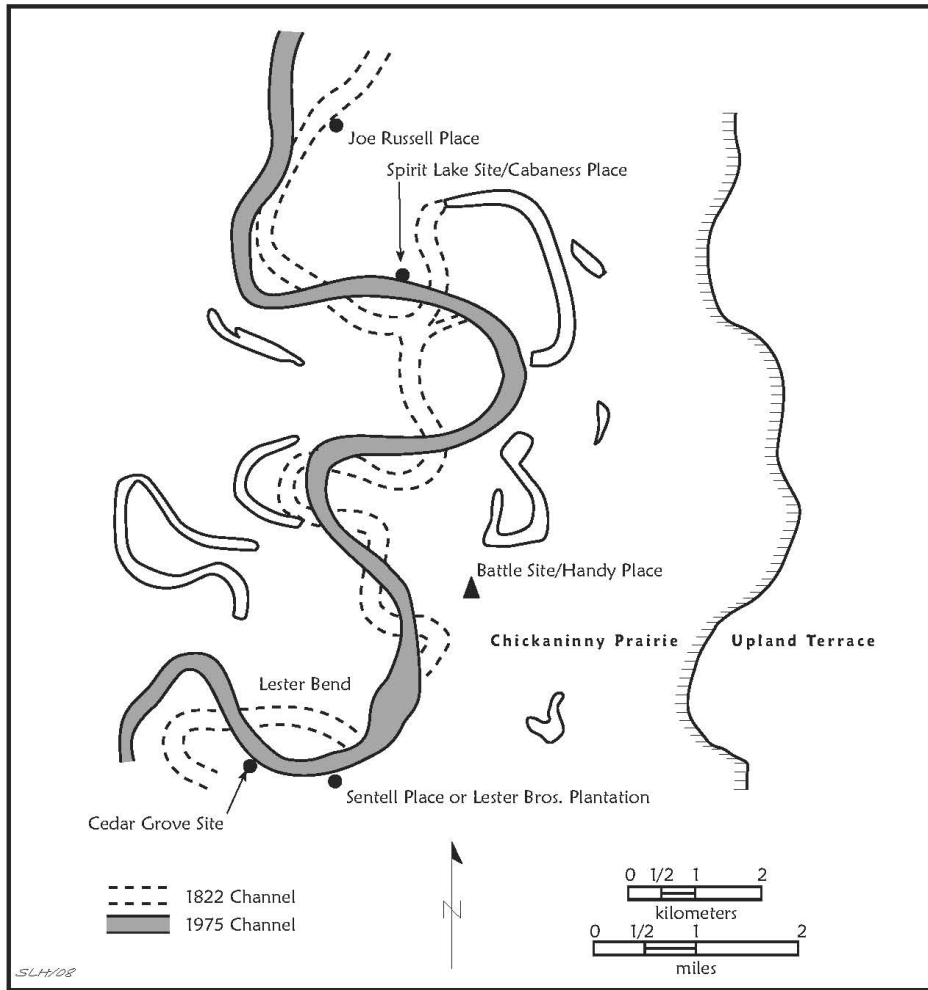 Joe Russell Place
Spirit Lake Site/Cabaness Place
Battle Site/Handy Place
Chickaninny Prairie
Upland Terrace
Lester Bend
Sentell Place or Lester Bros. Plantation
Cedar Grove Site
1822 Channel
1975 Channel
N
0 1/2 1 2
kilometers
0 1/2 1 2
miles
SLH/08